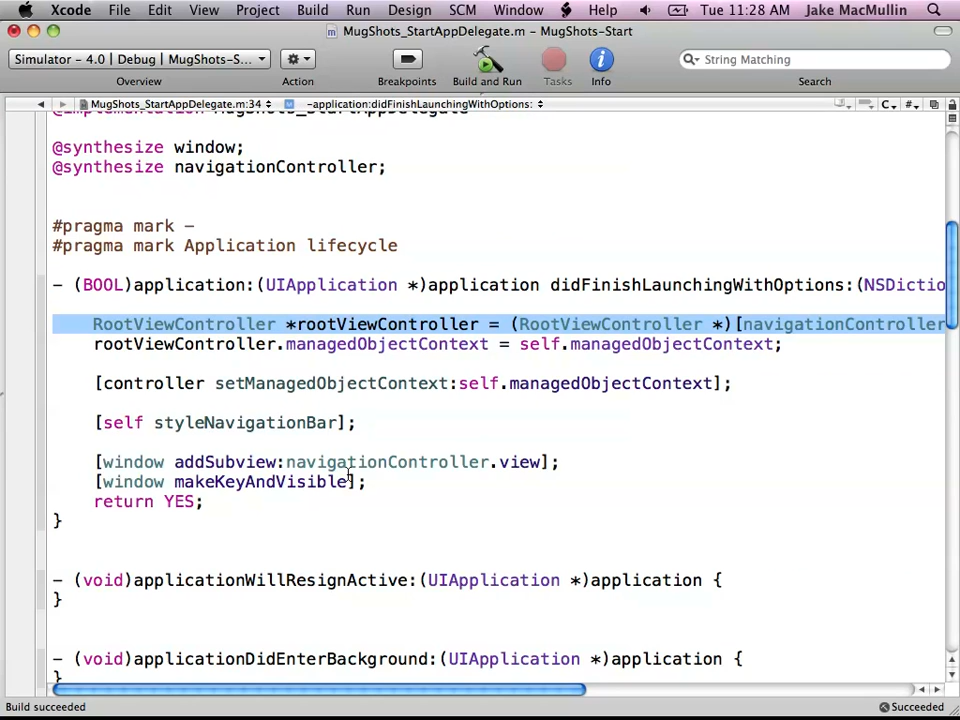 Xcode File Edit View Project Build Run Design SCM Window Help Tue 11:28 AM Jake MacMullin
MugShots_StartAppDelegate.m - MugShots-Start
Simulator - 4.0 | Debug | MugShots-S... String Matching
Overview Action Breakpoints Build and Run Tasks Info Search
MugShots_StartAppDelegate.m:34 -application:didFinishLaunchingWithOptions: C #
@implementation MugShots_StartAppDelegate
@synthesize window;
@synthesize navigationController;
#pragma mark -
#pragma mark Application lifecycle
- (BOOL)application:(UIApplication *)application didFinishLaunchingWithOptions:(NSDictio
RootViewController *rootViewController = (RootViewController *)[navigationController
rootViewController.managedObjectContext = self.managedObjectContext;
[controller setManagedObjectContext:self.managedObjectContext];
[self styleNavigationBar];
[window addSubview:navigationController.view];
[window makeKeyAndVisible];
return YES;
}
- (void)applicationWillResignActive:(UIApplication *)application {
}
- (void)applicationDidEnterBackground:(UIApplication *)application {
}
Build succeeded Succeeded